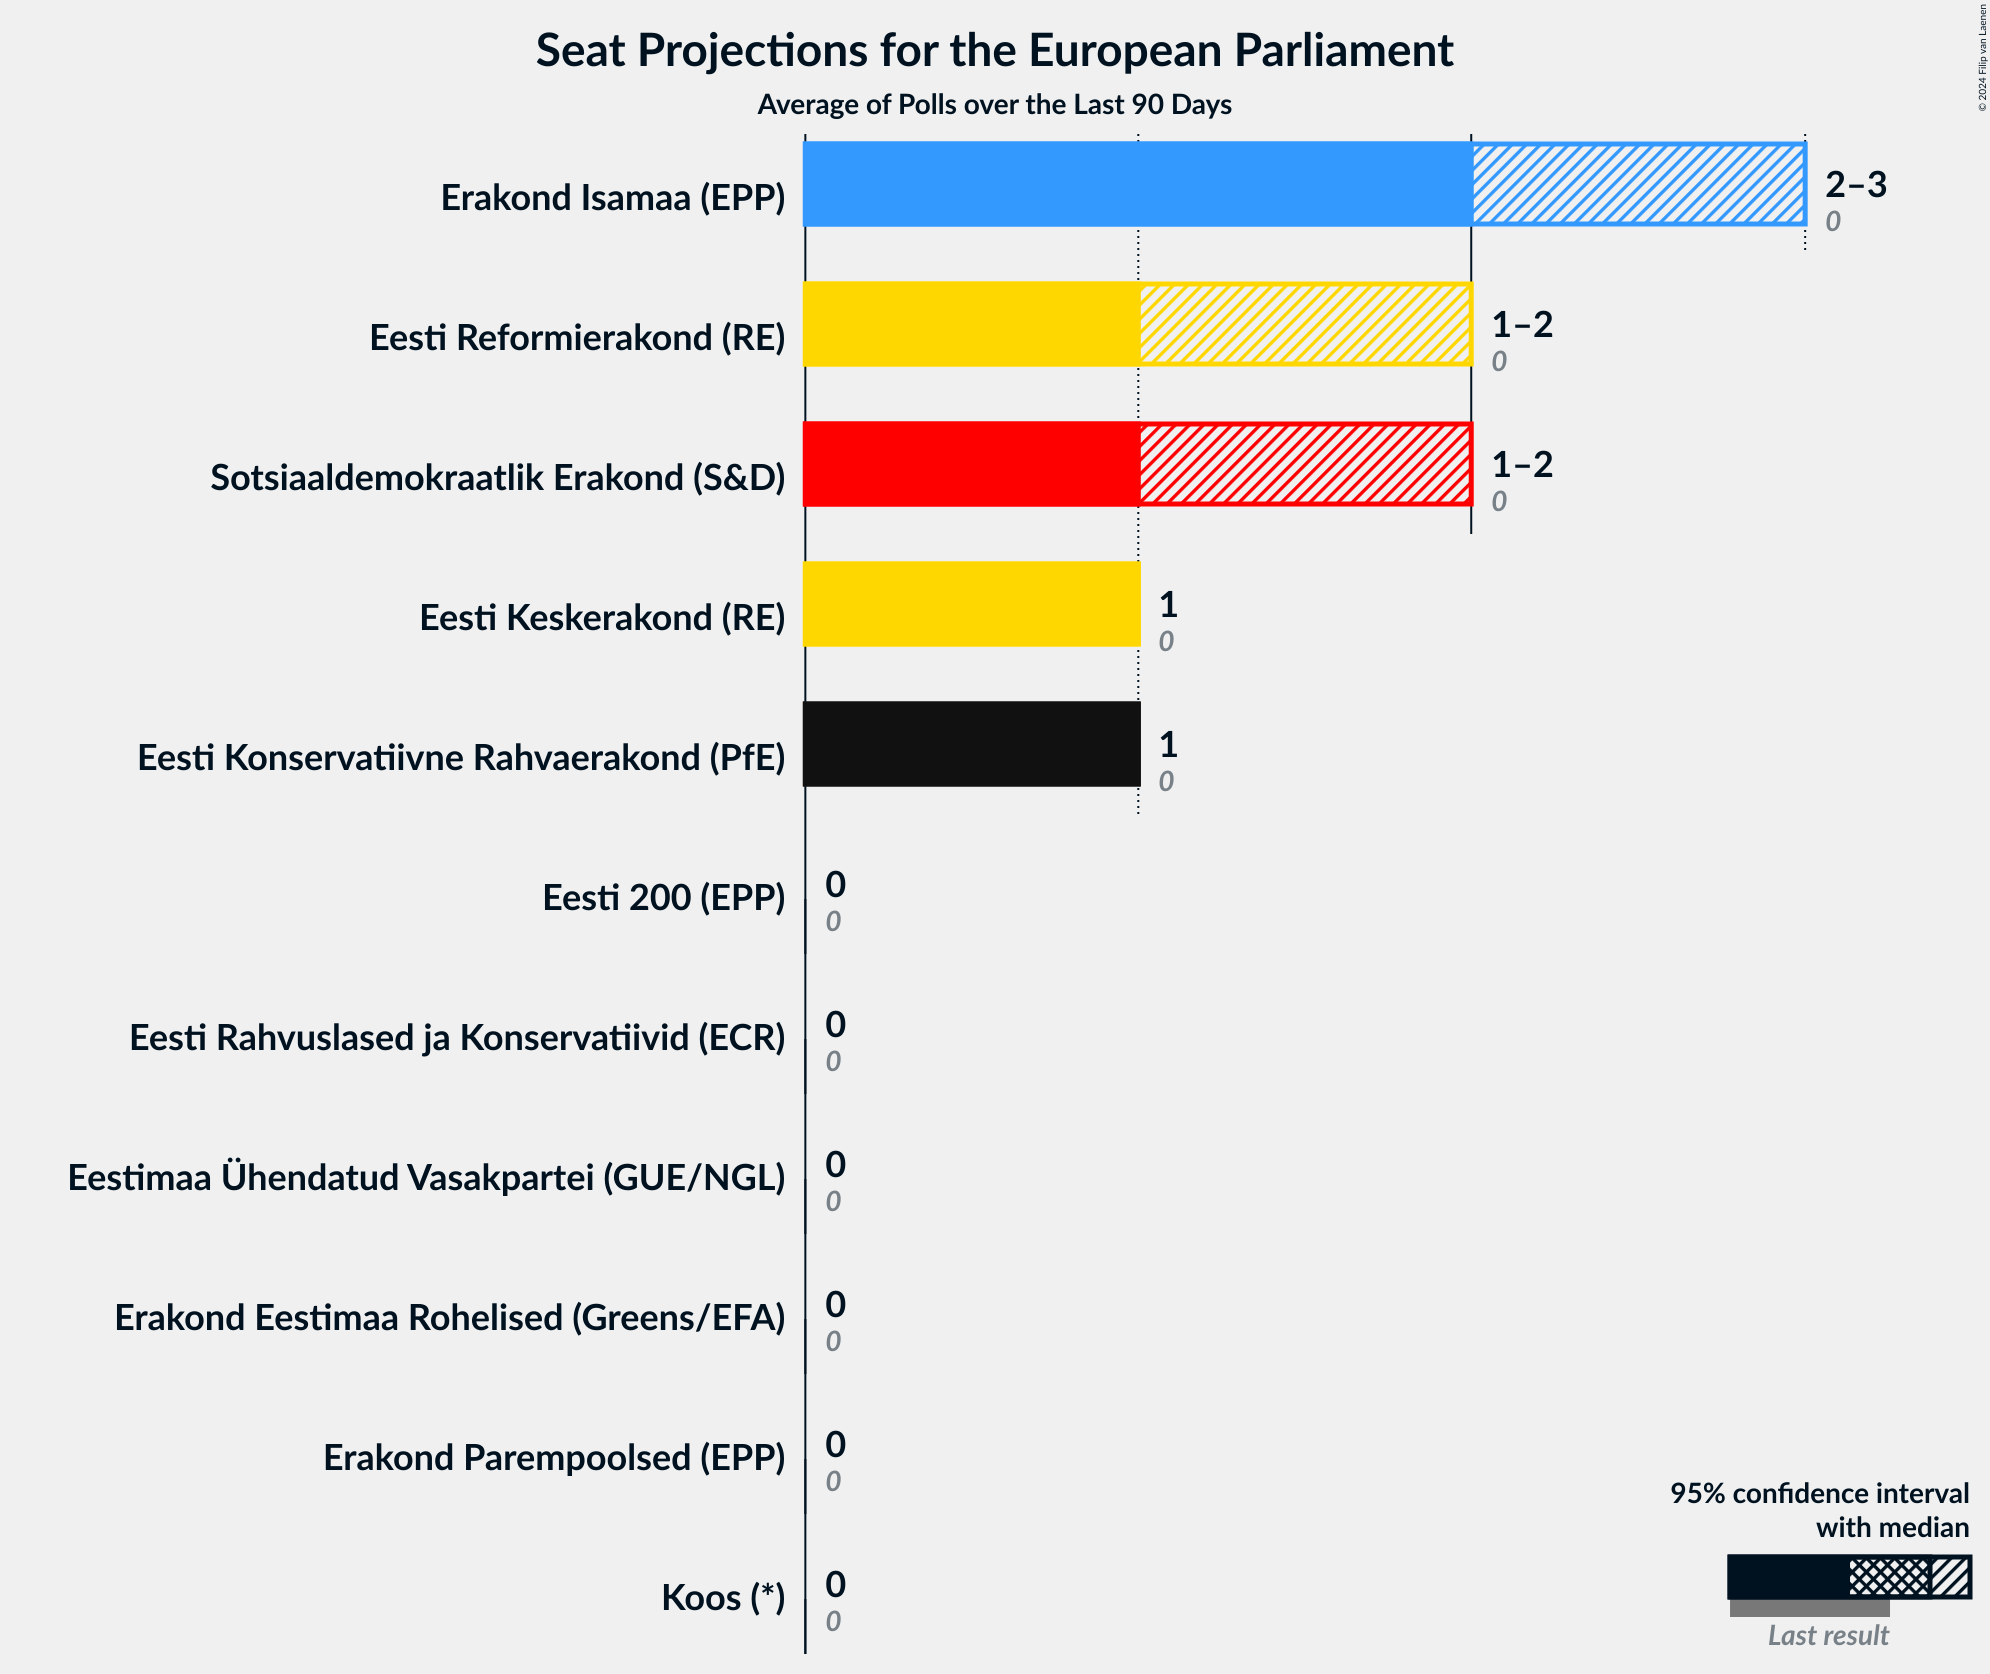 Seat Projections for the European Parliament
Average of Polls over the Last 90 Days
© 2024 Filip van Laenen
Erakond Isamaa (EPP)
2–3
0
Eesti Reformierakond (RE)
1–2
0
Sotsiaaldemokraatlik Erakond (S&D)
1–2
0
Eesti Keskerakond (RE)
1
0
Eesti Konservatiivne Rahvaerakond (PfE)
1
0
Eesti 200 (EPP)
0
0
Eesti Rahvuslased ja Konservatiivid (ECR)
0
0
Eestimaa Ühendatud Vasakpartei (GUE/NGL)
0
0
Erakond Eestimaa Rohelised (Greens/EFA)
0
0
Erakond Parempoolsed (EPP)
0
0
Koos (*)
0
0
95% confidence interval
with median
Last result